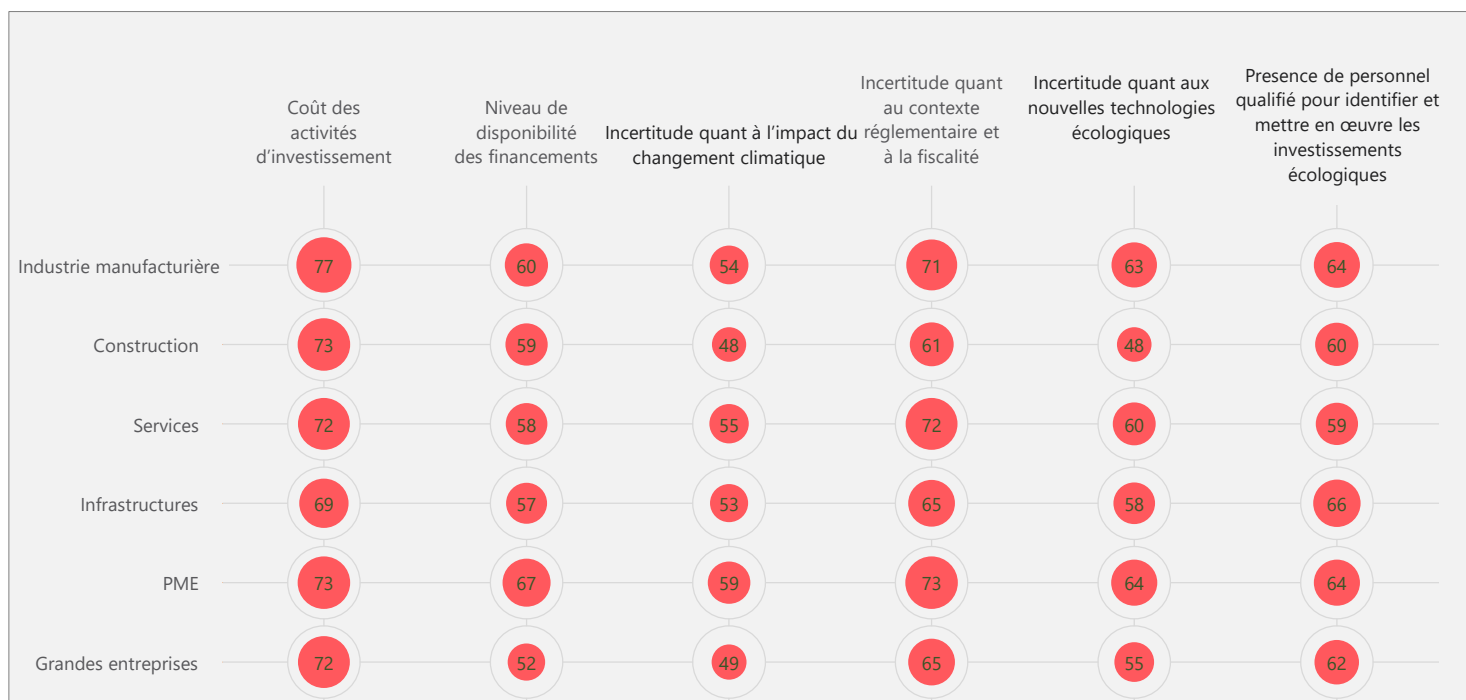 Coût des
activités
d’investissement
Niveau de
disponibilité
des financements
Incertitude quant à l’impact du
changement climatique
Incertitude quant
au contexte
réglementaire et
à la fiscalité
Incertitude quant aux
nouvelles technologies
écologiques
Presence de personnel
qualifié pour identifier et
mettre en œuvre les
investissements
écologiques
Industrie manufacturière 77 60 54 71 63 64
Construction 73 59 48 61 48 60
Services 72 58 55 72 60 59
Infrastructures 69 57 53 65 58 66
PME 73 67 59 73 64 64
Grandes entreprises 72 52 49 65 55 62